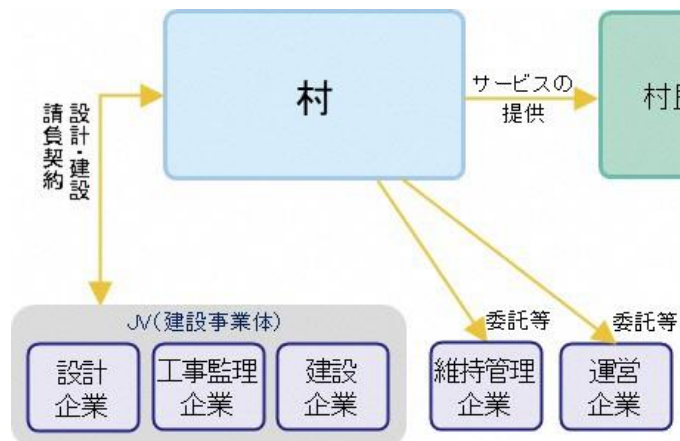 村
サービスの
提供
村
設計・建設
請負契約
JV(建設事業体)
委託等
委託等
設計
企業
工事監理
企業
建設
企業
維持管理
企業
運営
企業